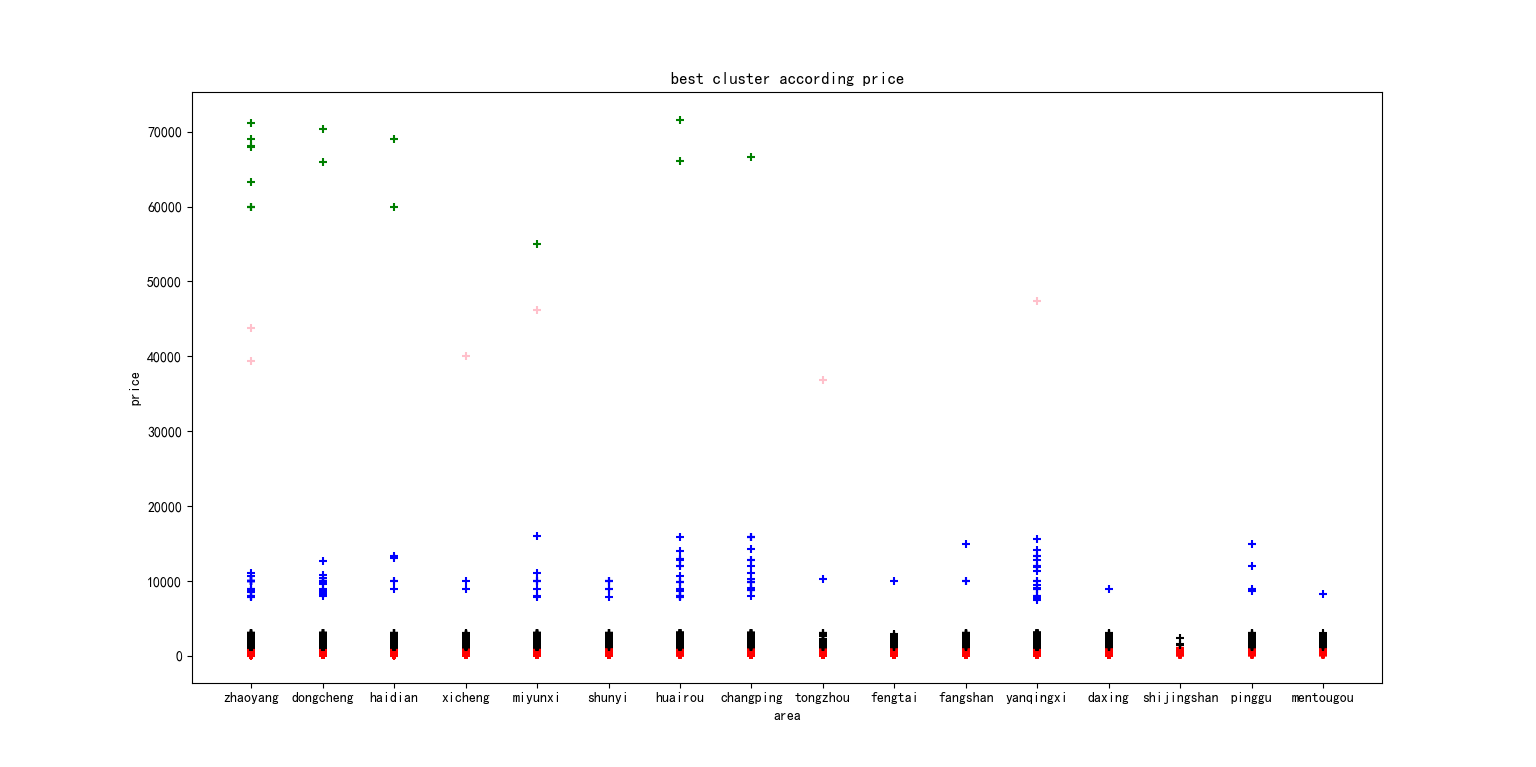 best cluster according price
70000
60000
50000
40000
30000
20000
10000
0
price
zhaoyang dongcheng haidian xicheng miyunxi shunyi huairou changping tongzhou fengtai fangshan yanqingxi daxing shijingshan pinggu mentougou
area